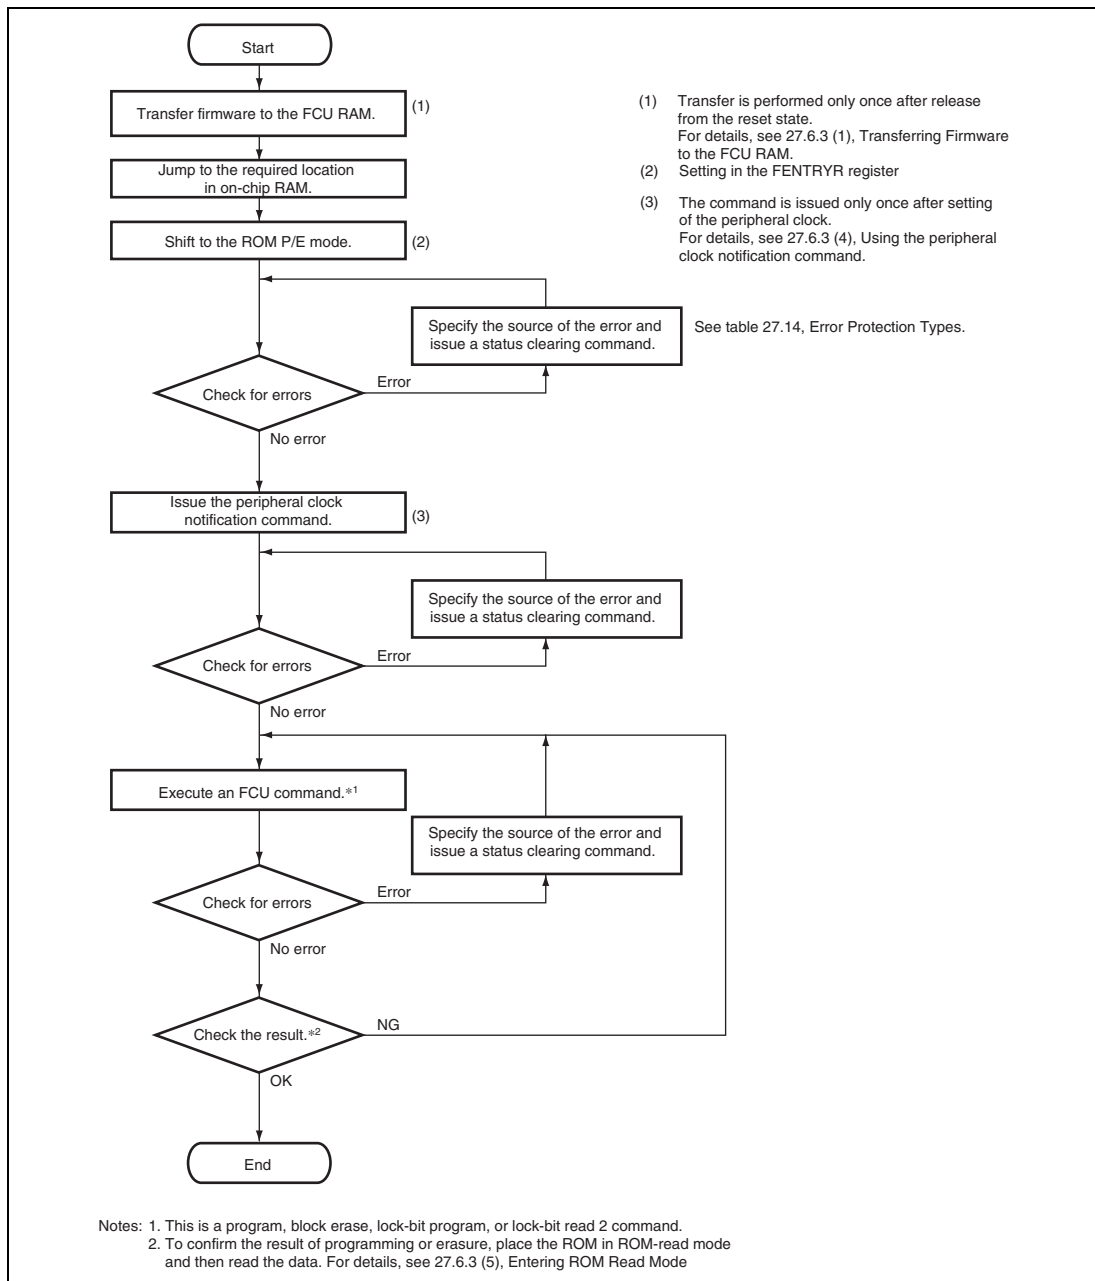 Start
Transfer firmware to the FCU RAM.
(1)
Jump to the required location
in on-chip RAM.
Shift to the ROM P/E mode.
(2)
(1) Transfer is performed only once after release
from the reset state.
For details, see 27.6.3 (1), Transferring Firmware
to the FCU RAM.
(2) Setting in the FENTRYR register
(3) The command is issued only once after setting
of the peripheral clock.
For details, see 27.6.3 (4), Using the peripheral
clock notification command.
Specify the source of the error and
issue a status clearing command.
See table 27.14, Error Protection Types.
Check for errors
Error
No error
Issue the peripheral clock
notification command.
(3)
Specify the source of the error and
issue a status clearing command.
Check for errors
Error
No error
Execute an FCU command.*1
Specify the source of the error and
issue a status clearing command.
Check for errors
Error
No error
Check the result.*2
NG
OK
End
Notes: 1. This is a program, block erase, lock-bit program, or lock-bit read 2 command.
2. To confirm the result of programming or erasure, place the ROM in ROM-read mode
and then read the data. For details, see 27.6.3 (5), Entering ROM Read Mode